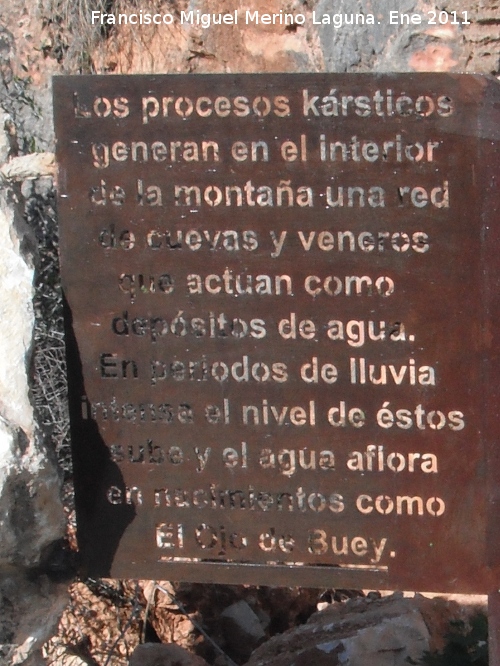 Francisco Miguel Merino Laguna. Ene 2011
Los procesos kársticos
generan en el interior
de la montaña una red
de cuevas y veneros
que actúan como
depósitos de agua.
En periodos de lluvia
intensa el nivel de éstos
sube y el agua aflora
en nacimientos como
El Ojo de Buey.